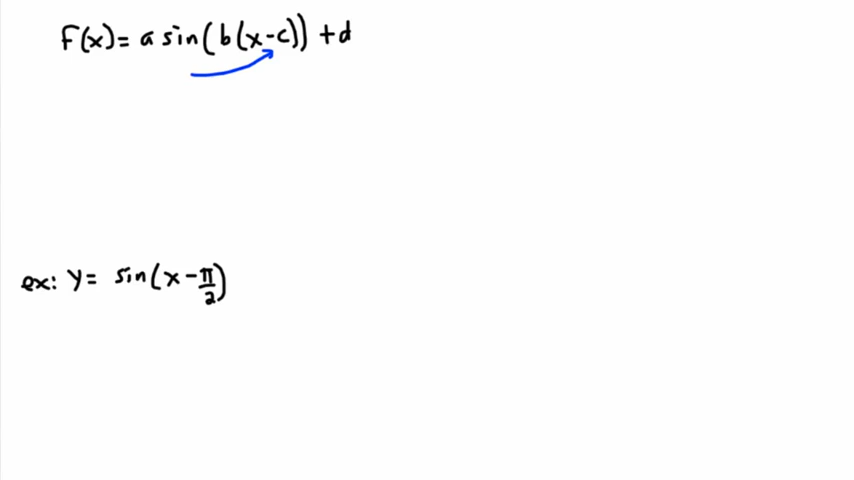 F(x)= a sin(b(x-c)) +d
ex: y= sin(x-π/2)